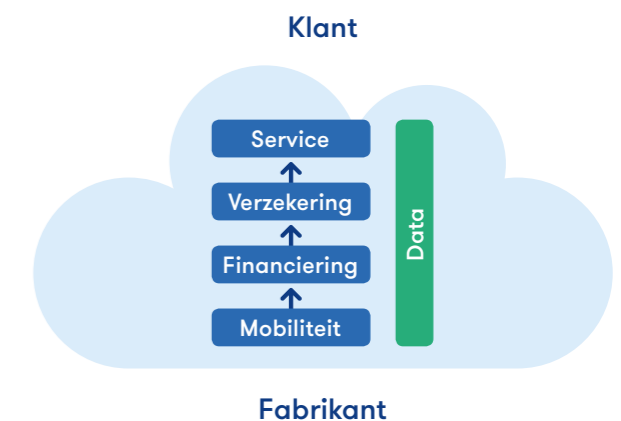 Klant
Service
Verzekering
Financiering
Mobiliteit
Data
Fabrikant